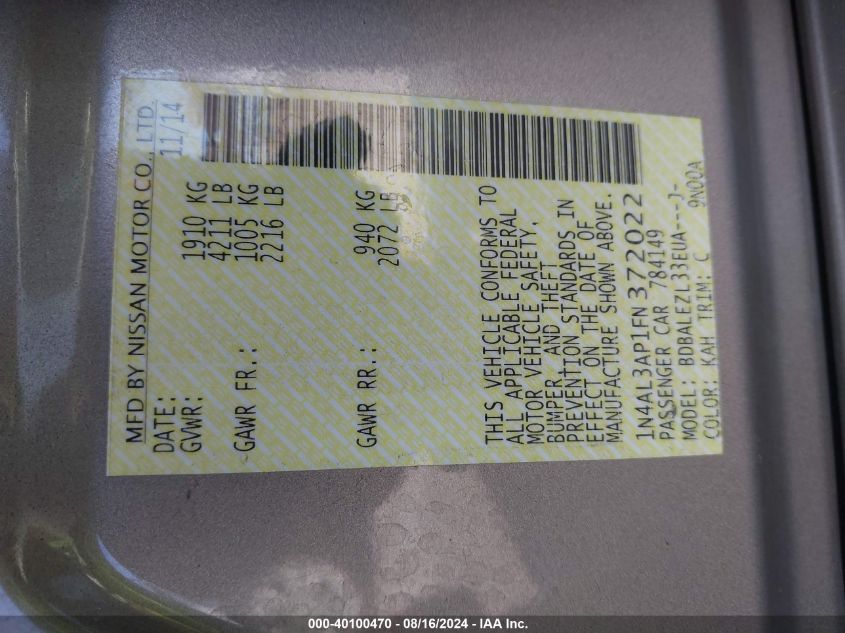 MFD BY NISSAN MOTOR CO., LTD.
DATE: 11/14
GVWR: 1910 KG
4211 LB
GAWR FR.: 1005 KG
2216 LB
GAWR RR.: 940 KG
2072 LB
THIS VEHICLE CONFORMS TO
ALL APPLICABLE FEDERAL
MOTOR VEHICLE SAFETY,
BUMPER AND THEFT
PREVENTION STANDARDS IN
EFFECT ON THE DATE OF
MANUFACTURE SHOWN ABOVE.
1N4AL3AP1FN372022
PASSENGER CAR 784149
MODEL: BDBALEZL33EUA---J-
COLOR: KAH TRIM: C 9N00A
000-40100470 - 08/16/2024 - IAA Inc.